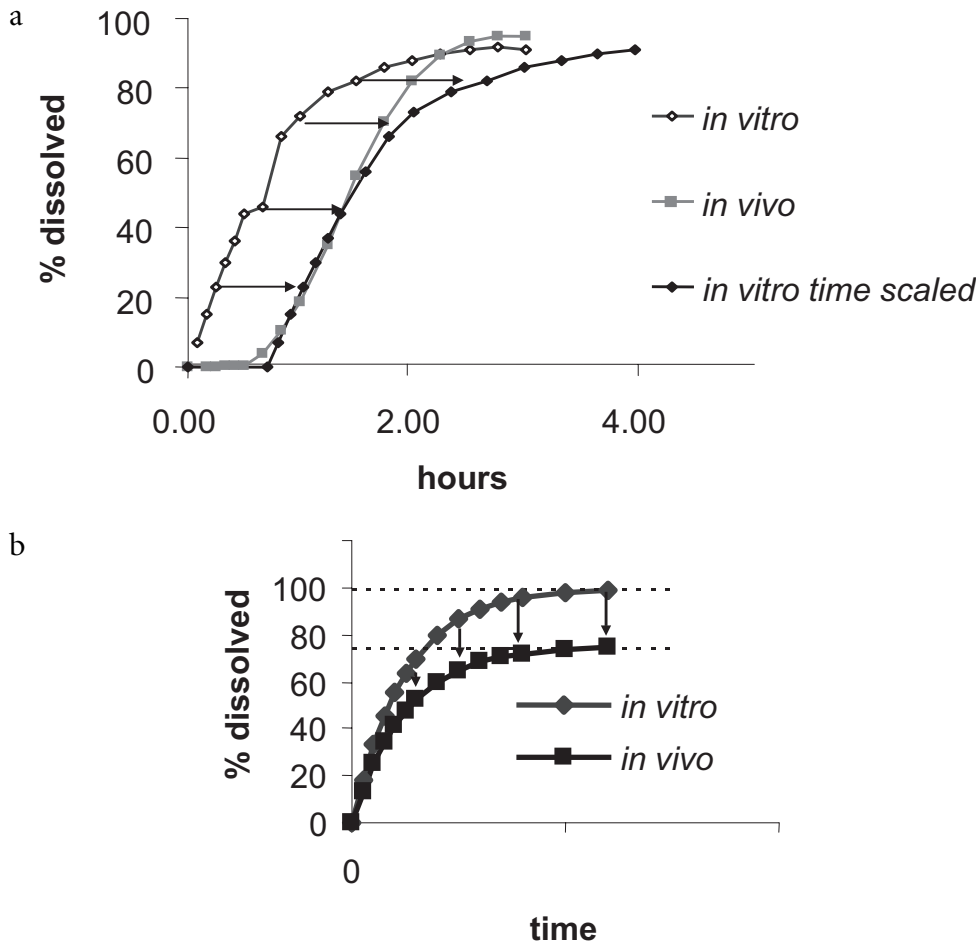 a
100
80
60
40
20
0
% dissolved
0.00 2.00 4.00
hours
in vitro
in vivo
in vitro time scaled
b
100
80
60
40
20
0
% dissolved
0
time
in vitro
in vivo